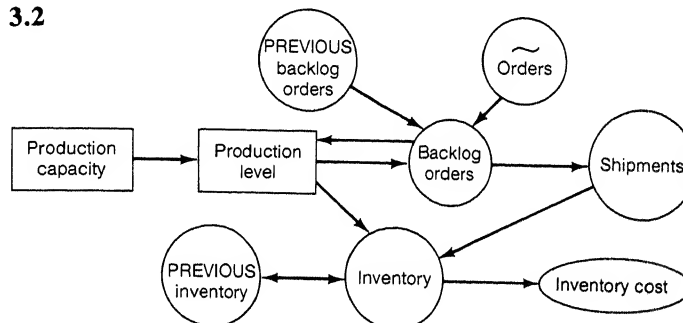 3.2
PREVIOUS
backlog
orders
~
Orders
Production
capacity
Production
level
Backlog
orders
Shipments
PREVIOUS
inventory
Inventory
Inventory cost